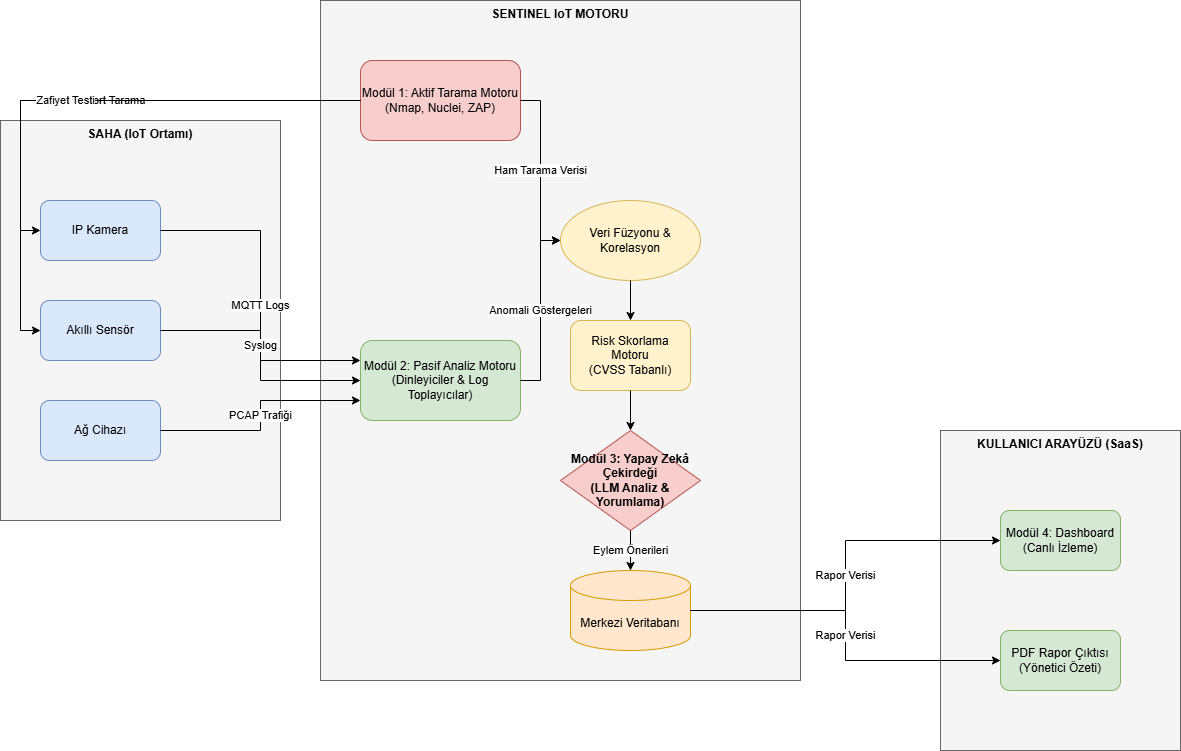 SENTINEL IoT MOTORU
Modül 1: Aktif Tarama Motoru
(Nmap, Nuclei, ZAP)
Zafiyet Testi
Port Tarama
SAHA (IoT Ortamı)
IP Kamera
Akıllı Sensör
Ağ Cihazı
MQTT Logs
Syslog
PCAP Trafiği
Modül 2: Pasif Analiz Motoru
(Dinleyiciler & Log
Toplayıcılar)
Ham Tarama Verisi
Anomali Göstergeleri
Veri Füzyonu &
Korelasyon
Risk Skorlama
Motoru
(CVSS Tabanlı)
Modül 3: Yapay Zekâ
Çekirdeği
(LLM Analiz &
Yorumlama)
Eylem Önerileri
Merkezi Veritabanı
Rapor Verisi
Rapor Verisi
KULLANICI ARAYÜZÜ (SaaS)
Modül 4: Dashboard
(Canlı İzleme)
PDF Rapor Çıktısı
(Yönetici Özeti)